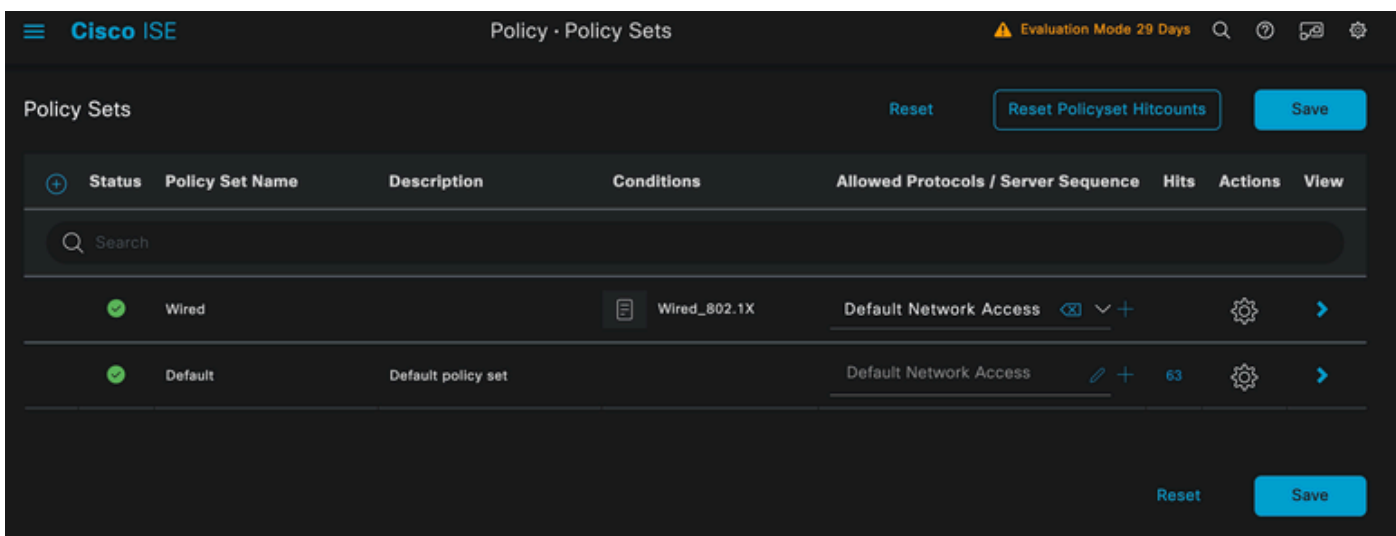 Cisco ISE Policy · Policy Sets Evaluation Mode 29 Days
Policy Sets Reset Reset Policyset Hitcounts Save
Status Policy Set Name Description Conditions Allowed Protocols / Server Sequence Hits Actions View
Search
Wired Wired_802.1X Default Network Access
Default Default policy set Default Network Access 63
Reset Save